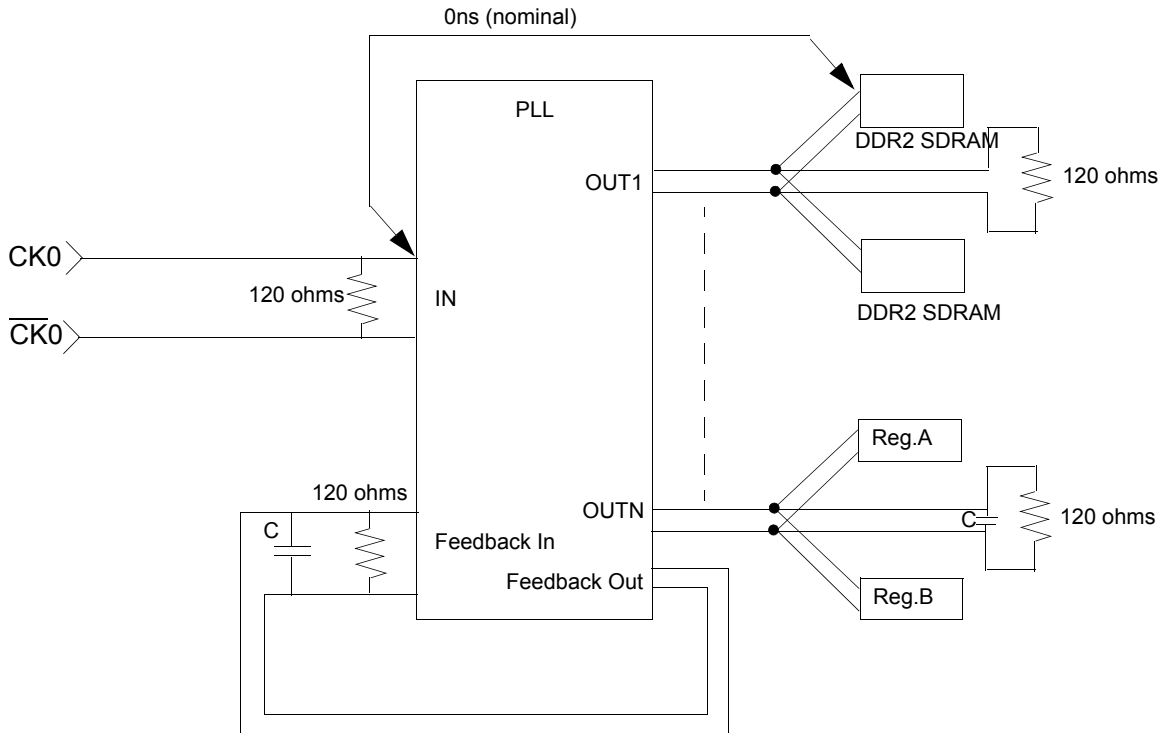 0ns (nominal)
PLL
DDR2 SDRAM
OUT1
120 ohms
CK0
120 ohms
IN
C̅K̅0
DDR2 SDRAM
Reg.A
120 ohms
OUTN
C
120 ohms
C
Feedback In
Feedback Out
Reg.B